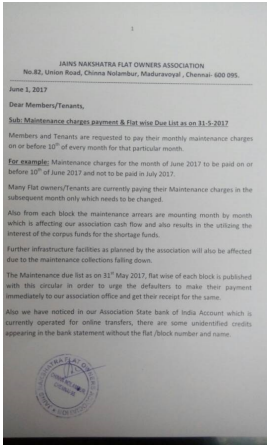 1
JAINS NAKSHATRA FLAT OWNERS ASSOCIATION
No.82, Union Road, Chinna Nolambur, Maduravoyal , Chennai- 600 095.
June 1, 2017
Dear Members/Tenants,
Sub: Maintenance charges payment & Flat wise Due List as on 31-5-2017
Members and Tenants are requested to pay their monthly maintenance charges
on or before 10th of every month for that particular month.
For example: Maintenance charges for the month of June 2017 to be paid on or
before 10th of June 2017 and not to be paid in July 2017.
Many Flat owners/Tenants are currently paying their Maintenance charges in the
subsequent month only which needs to be changed.
Also from each block the maintenance arrears are mounting month by month
which is affecting our association cash flow and also results in the utilizing the
interest of the corpus funds for the shortage funds.
Further infrastructure facilities as planned by the association will also be affected
due to the maintenance collections falling down.
The Maintenance due list as on 31st May 2017, flat wise of each block is published
with this circular in order to urge the defaulters to make their payment
immediately to our association office and get their receipt for the same.
Also we have noticed in our Association State bank of India Account which is
currently operated for online transfers, there are some unidentified credits
appearing in the bank statement without the flat /block number and name.